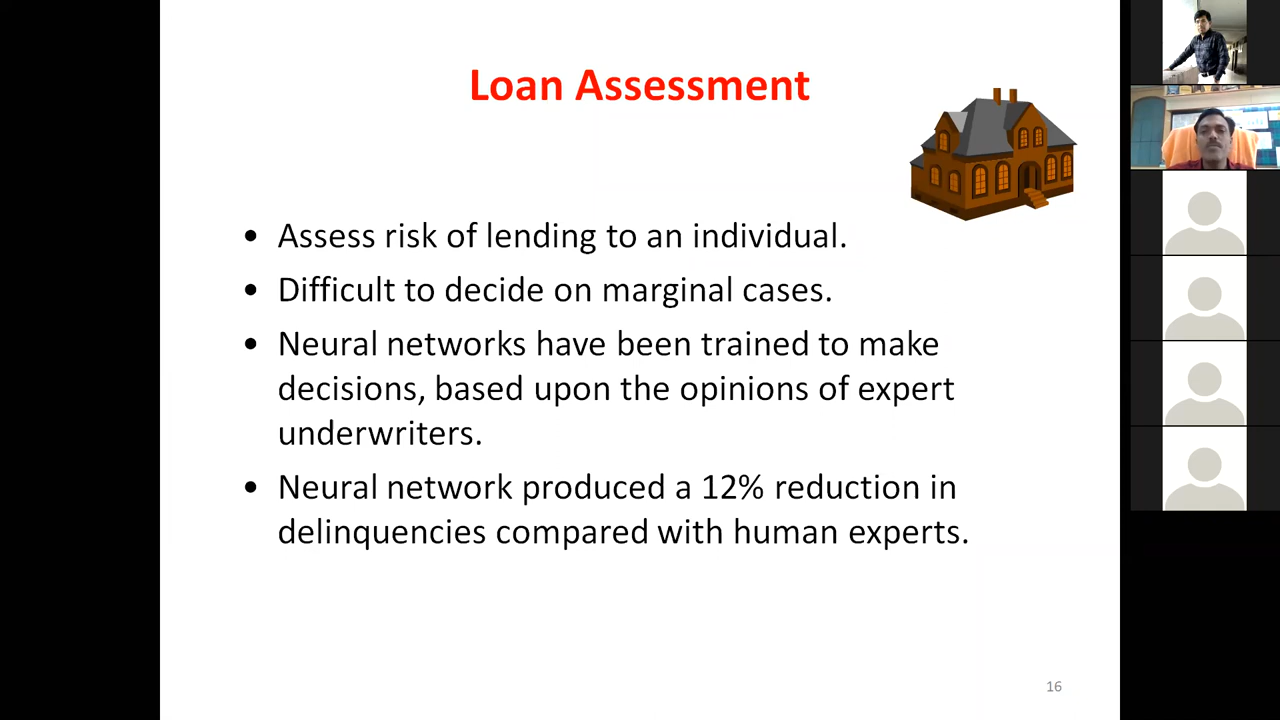 Loan Assessment
• Assess risk of lending to an individual.
• Difficult to decide on marginal cases.
• Neural networks have been trained to make
decisions, based upon the opinions of expert
underwriters.
• Neural network produced a 12% reduction in
delinquencies compared with human experts.
16